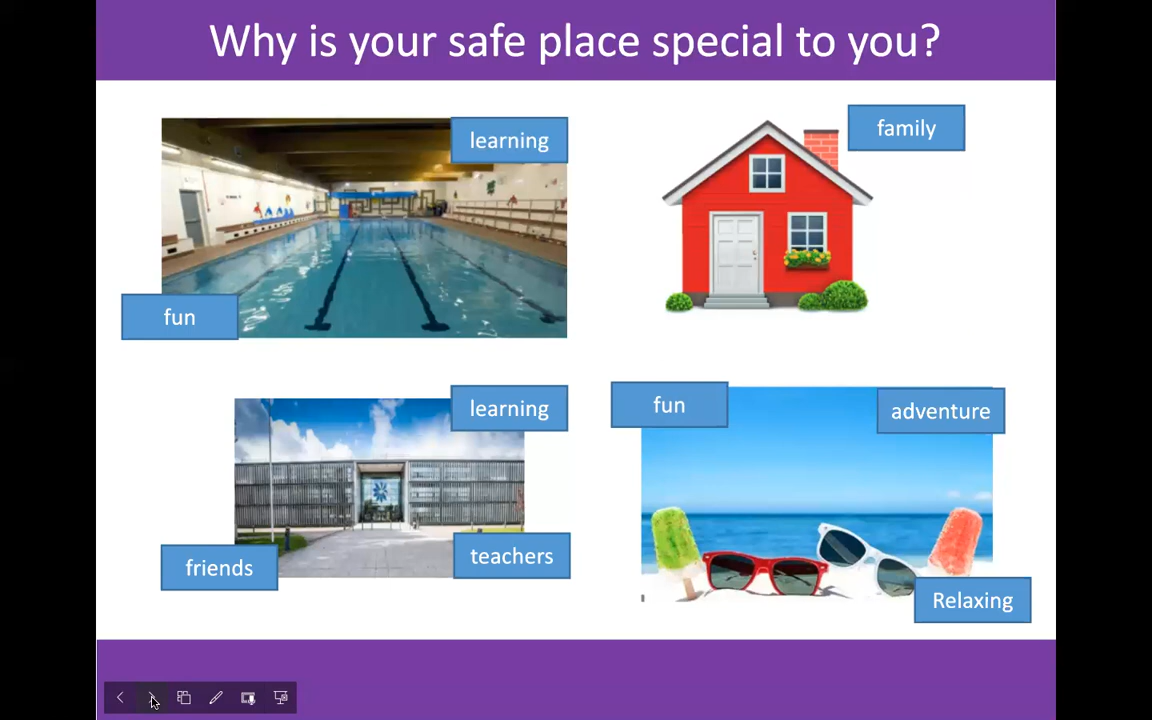 Why is your safe place special to you?
learning
fun
family
learning
friends
teachers
fun
adventure
Relaxing